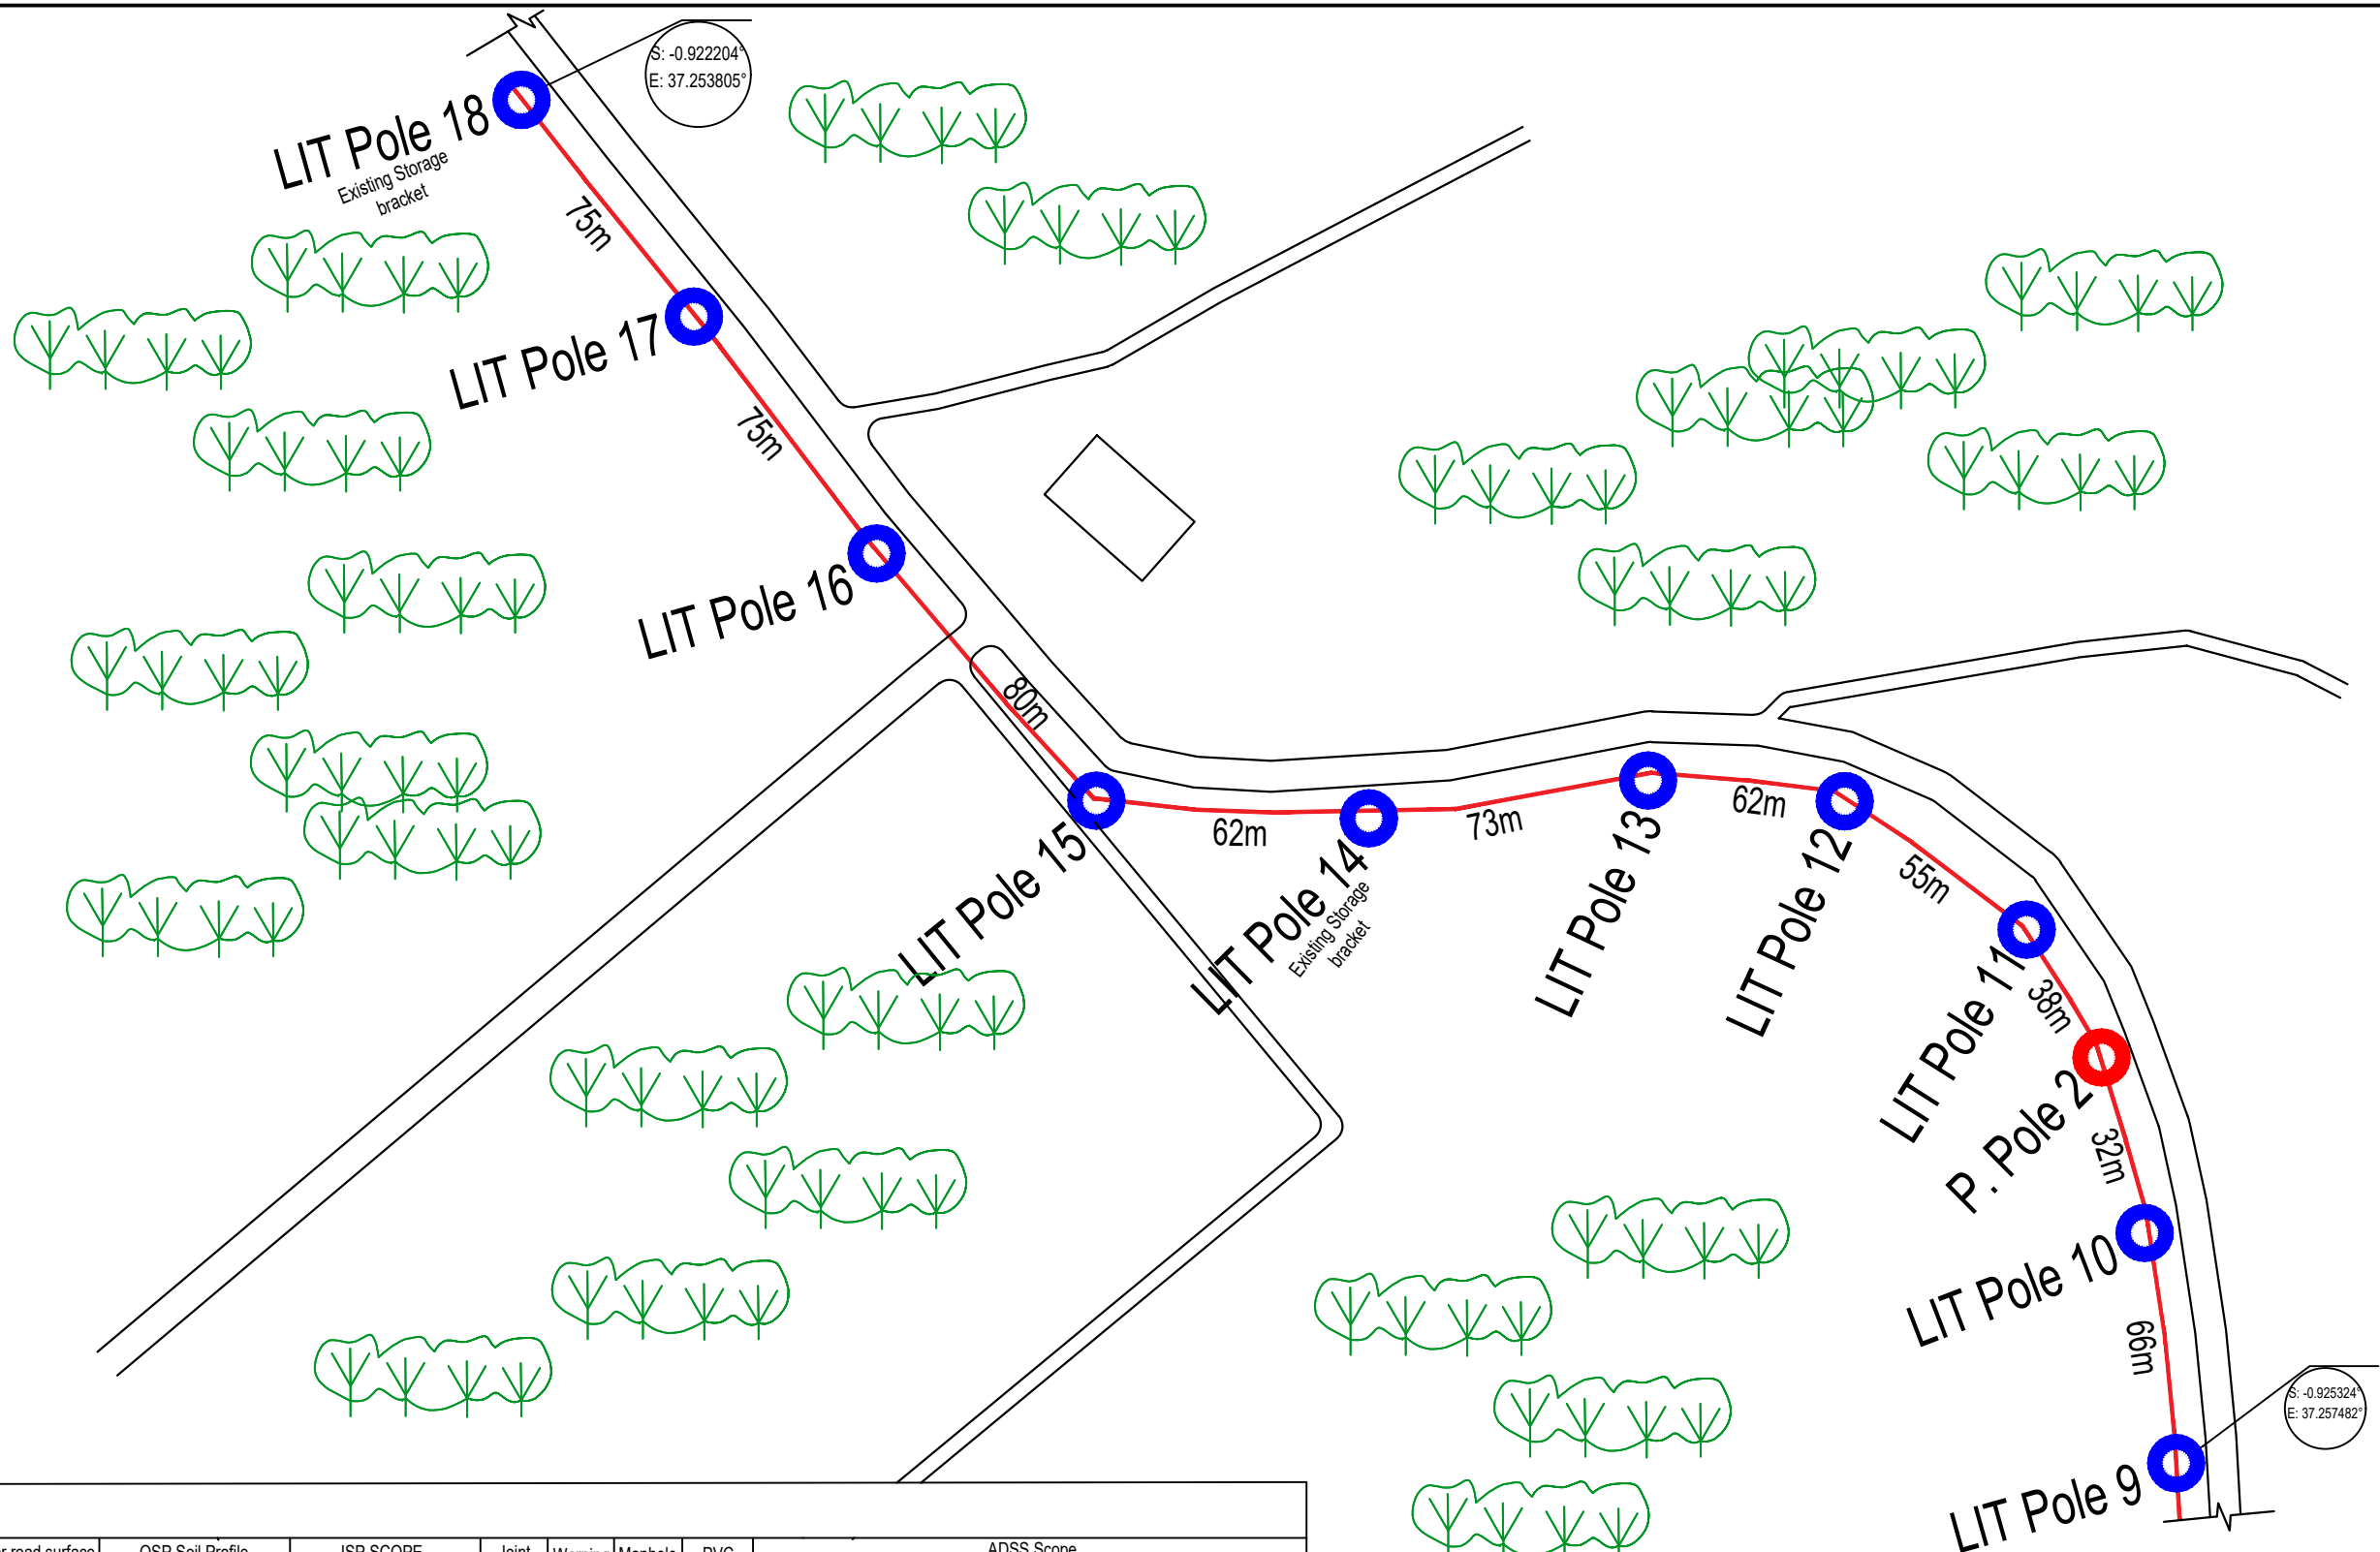 S: -0.922204°
E: 37.253805°
LIT Pole 18
Existing Storage
bracket
75m
LIT Pole 17
75m
LIT Pole 16
80m
LIT Pole 15
62m
LIT Pole 14
Existing Storage
bracket
73m
LIT Pole 13
62m
LIT Pole 12
55m
LIT Pole 11
38m
P. Pole 2
32m
LIT Pole 10
66m
S: -0.925324°
E: 37.257482°
LIT Pole 9
road surface
OSP Soil Profile
ISP SCOPE
Joint
Warning
Manhole
PVC
ADSS Scope